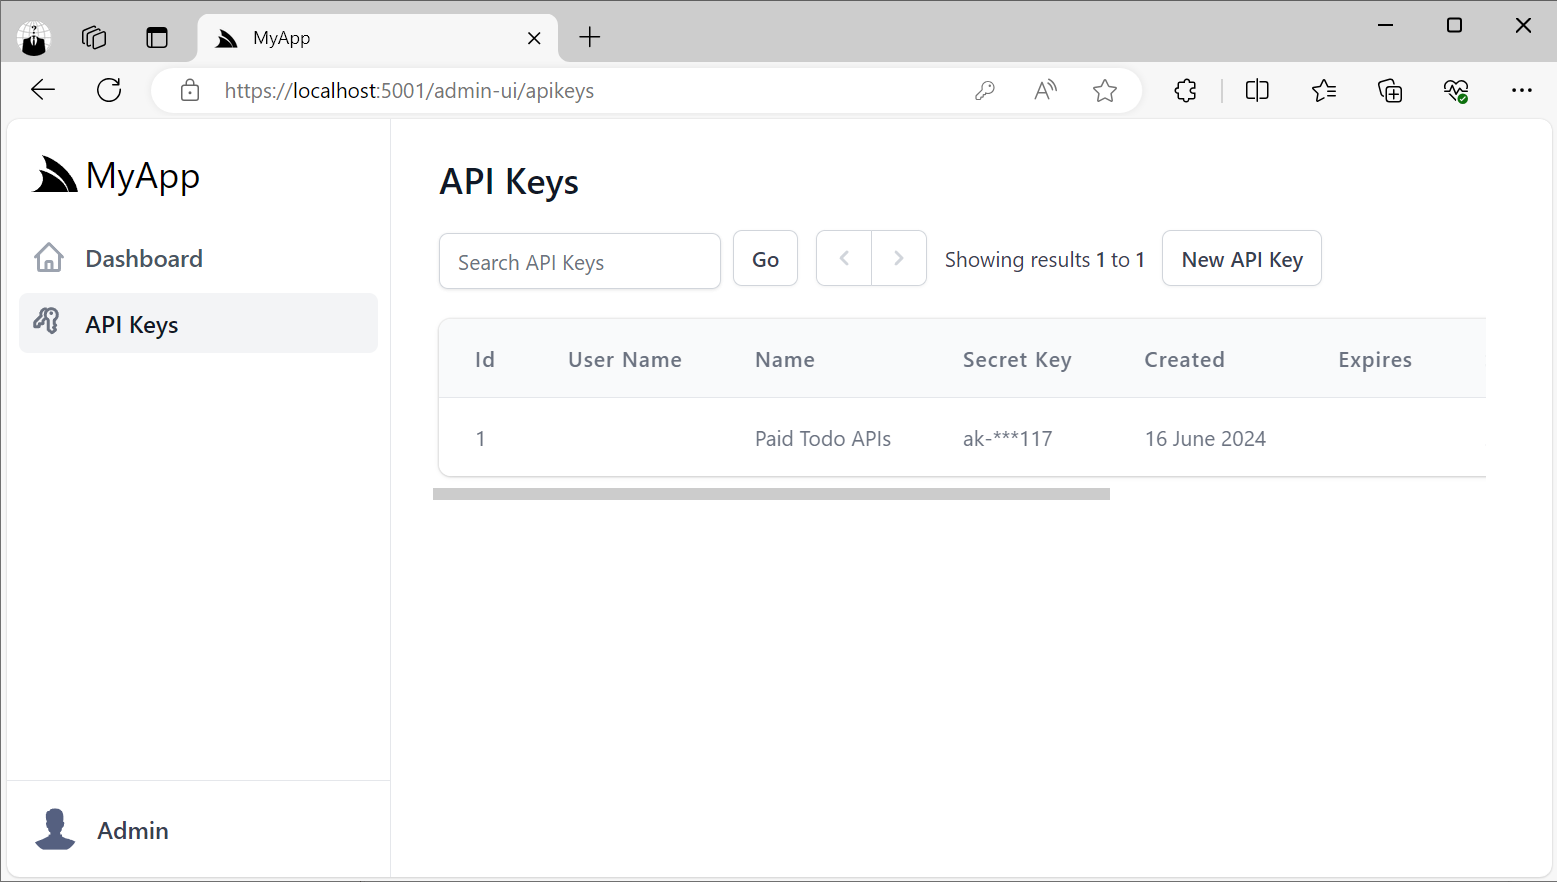 MyApp
https://localhost:5001/admin-ui/apikeys
MyApp
Dashboard
API Keys
Admin
API Keys
Search API Keys
Go
Showing results 1 to 1
New API Key
Id User Name Name Secret Key Created Expires
1 Paid Todo APIs ak-***117 16 June 2024